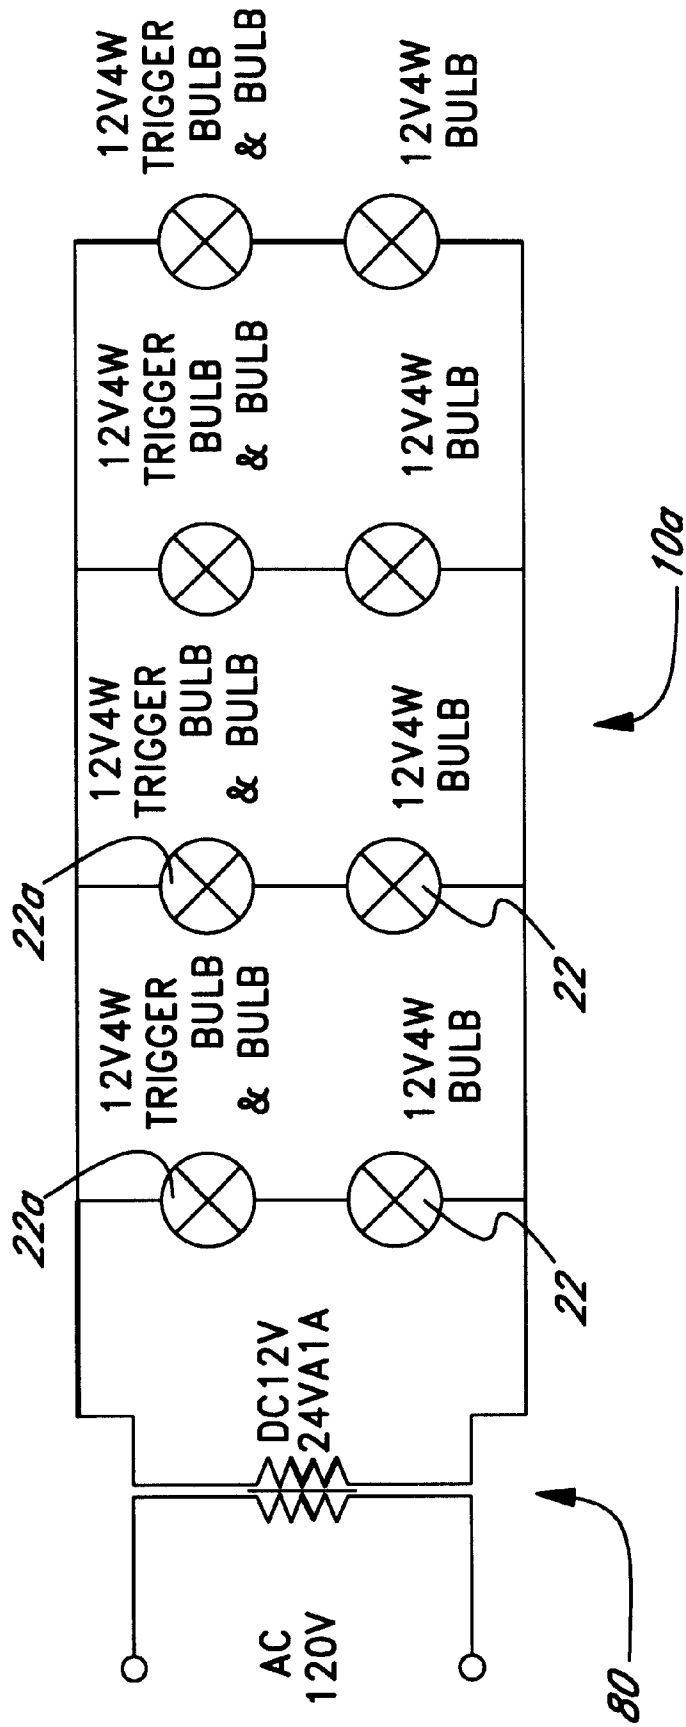 AC
120V
DC12V
24VA1A
80
22a
12V4W
TRIGGER
BULB
& BULB
22
12V4W
BULB
22a
12V4W
TRIGGER
BULB
& BULB
22
12V4W
BULB
12V4W
TRIGGER
BULB
& BULB
12V4W
BULB
12V4W
TRIGGER
BULB
& BULB
12V4W
BULB
10a